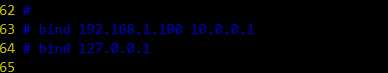 62 #
63 # bind 192.168.1.100 10.0.0.1
64 # bind 127.0.0.1
65